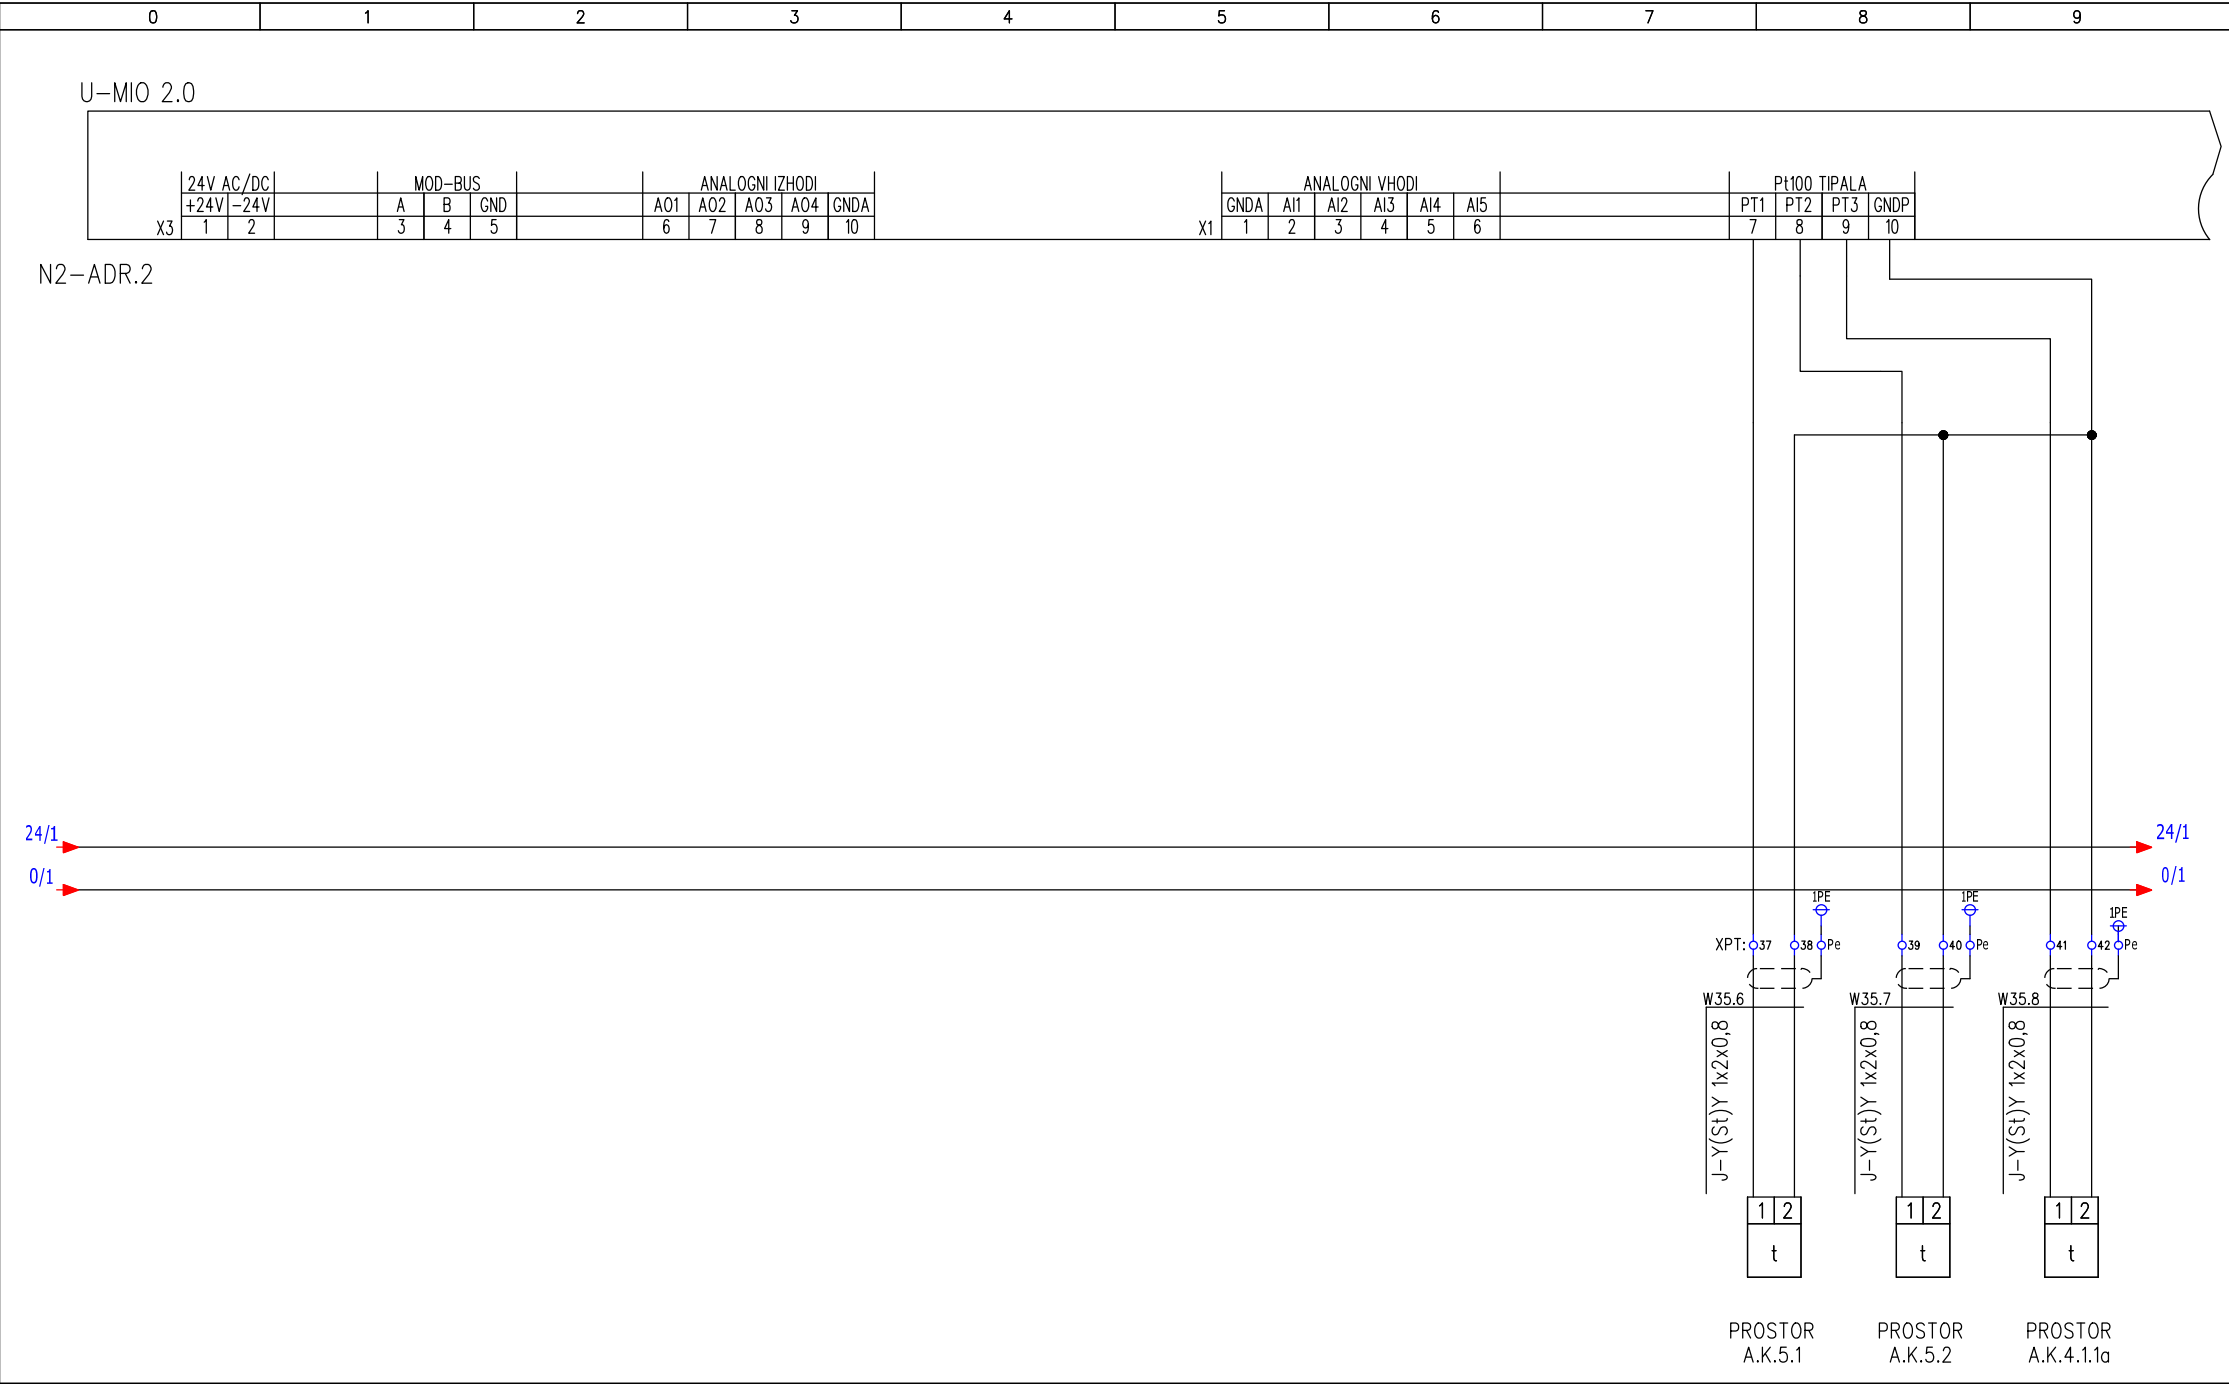 0 1 2 3 4 5 6 7 8 9
U-MIO 2.0
24V AC/DC MOD-BUS ANALOGNI IZHODI ANALOGNI VHODI Pt100 TIPALA
+24V -24V A B GND AO1 AO2 AO3 AO4 GNDA GNDA AI1 AI2 AI3 AI4 AI5 PT1 PT2 PT3 GNDP
X3 1 2 3 4 5 6 7 8 9 10 X1 1 2 3 4 5 6 7 8 9 10
N2-ADR.2
24/1 24/1
0/1 0/1
1PE 1PE 1PE
XPT: 37 38 Pe 39 40 Pe 41 42 Pe
W35.6 W35.7 W35.8
J-Y(St)Y 1x2x0,8 J-Y(St)Y 1x2x0,8 J-Y(St)Y 1x2x0,8
1 2 1 2 1 2
t t t
PROSTOR PROSTOR PROSTOR
A.K.5.1 A.K.5.2 A.K.4.1.1a